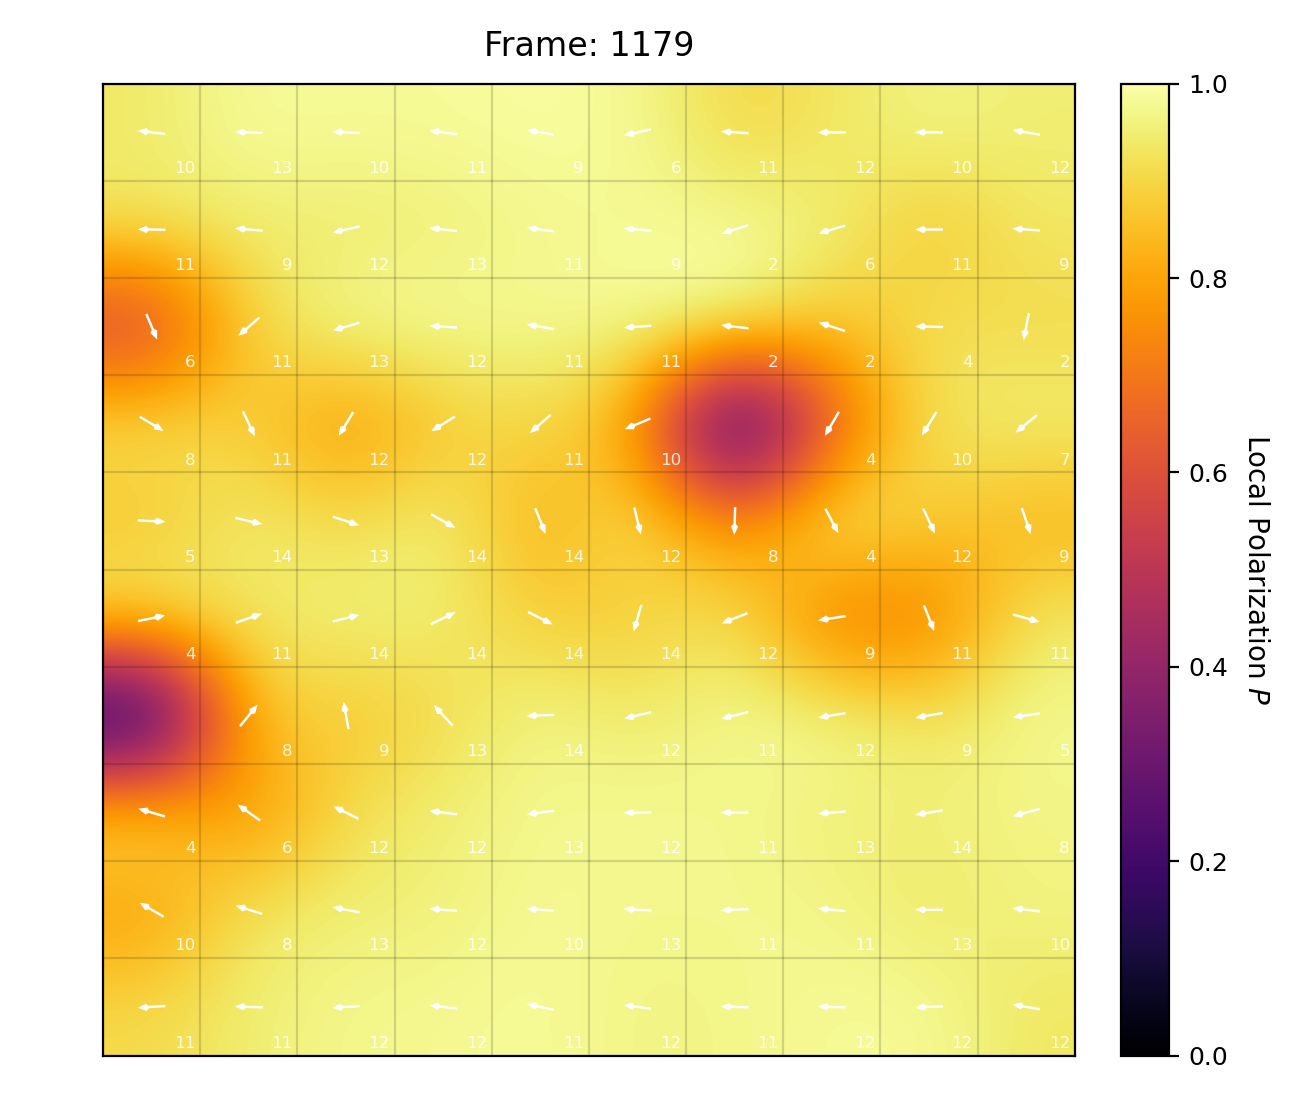 Frame: 1179
10 13 10 11 9 6 11 12 10 12
11 9 12 13 11 9 2 6 11 9
6 11 13 12 11 11 2 2 4 2
8 11 12 12 11 10 4 10 7
5 14 13 14 14 12 8 4 12 9
4 11 14 14 14 14 12 9 11 11
8 9 13 14 12 11 12 9 5
4 6 12 12 13 12 11 13 14 8
10 8 13 12 10 13 11 11 13 10
11 11 12 12 11 12 11 12 12 12
1.0
0.8
0.6
0.4
0.2
0.0
Local Polarization P